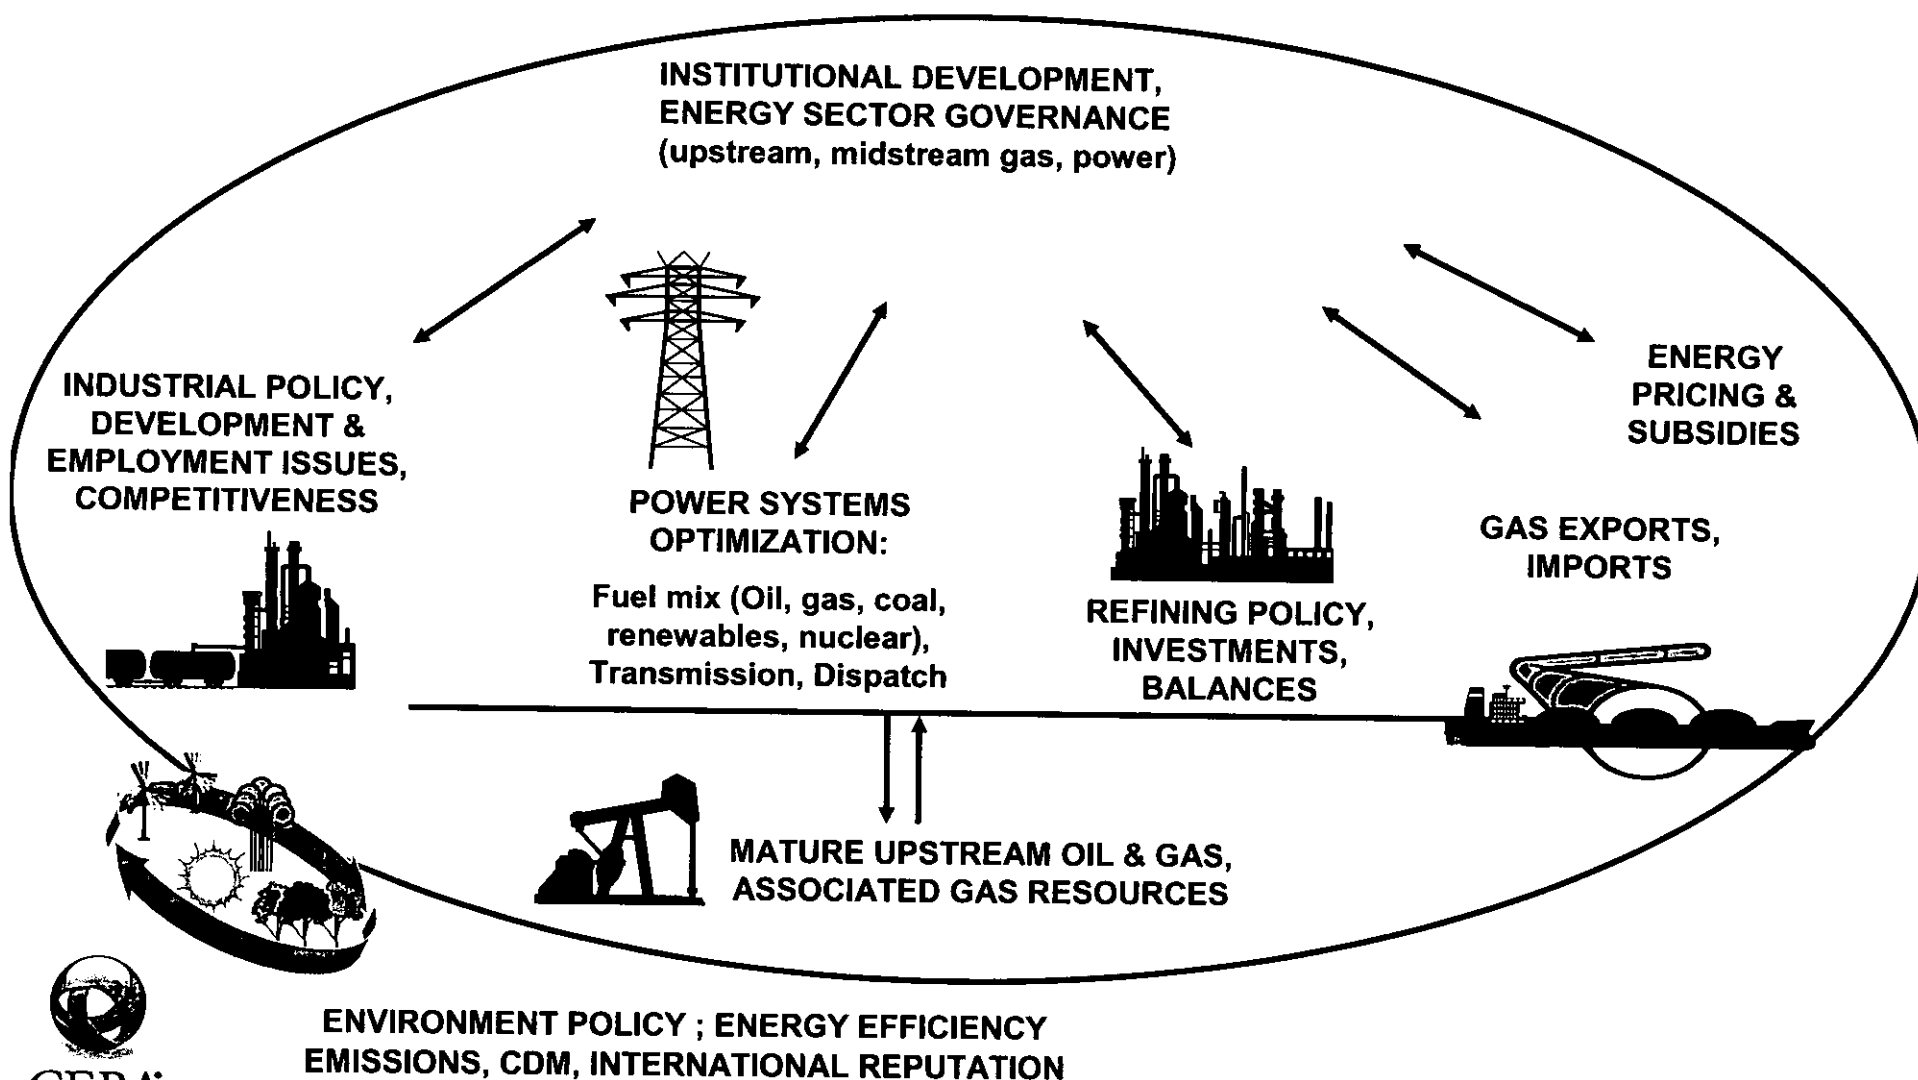 INSTITUTIONAL DEVELOPMENT,
ENERGY SECTOR GOVERNANCE
(upstream, midstream gas, power)
INDUSTRIAL POLICY,
DEVELOPMENT &
EMPLOYMENT ISSUES,
COMPETITIVENESS
POWER SYSTEMS
OPTIMIZATION:
Fuel mix (Oil, gas, coal,
renewables, nuclear),
Transmission, Dispatch
REFINING POLICY,
INVESTMENTS,
BALANCES
GAS EXPORTS,
IMPORTS
ENERGY
PRICING &
SUBSIDIES
MATURE UPSTREAM OIL & GAS,
ASSOCIATED GAS RESOURCES
ENVIRONMENT POLICY ; ENERGY EFFICIENCY
EMISSIONS, CDM, INTERNATIONAL REPUTATION